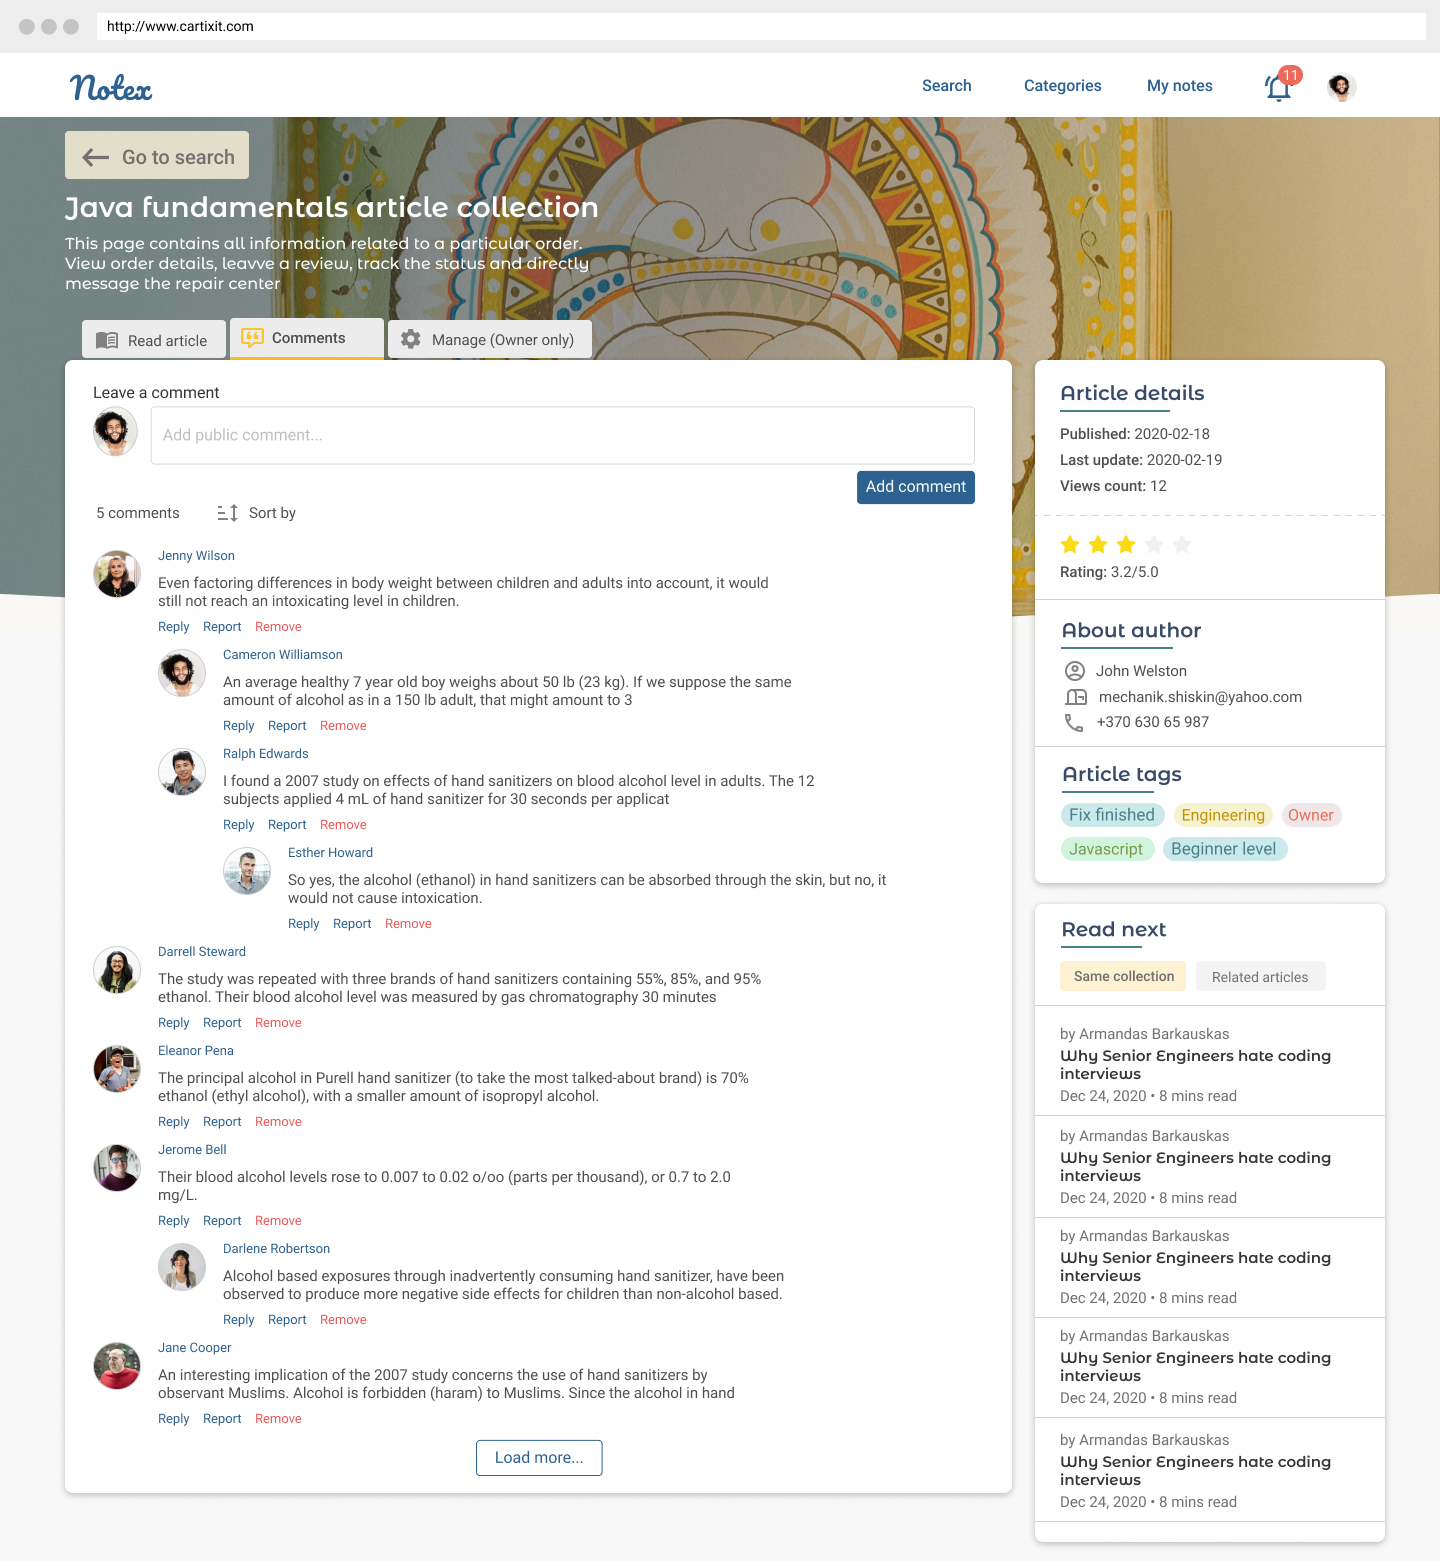 http://www.cartixit.com
Notex
Search
Categories
My notes
11
Go to search
Java fundamentals article collection
This page contains all information related to a particular order.
View order details, leavve a review, track the status and directly
message the repair center
Read article
Comments
Manage (Owner only)
Leave a comment
Add public comment...
Add comment
5 comments
Sort by
Jenny Wilson
Even factoring differences in body weight between children and adults into account, it would
still not reach an intoxicating level in children.
Reply Report Remove
Cameron Williamson
An average healthy 7 year old boy weighs about 50 lb (23 kg). If we suppose the same
amount of alcohol as in a 150 lb adult, that might amount to 3
Reply Report Remove
Ralph Edwards
I found a 2007 study on effects of hand sanitizers on blood alcohol level in adults. The 12
subjects applied 4 mL of hand sanitizer for 30 seconds per applicat
Reply Report Remove
Esther Howard
So yes, the alcohol (ethanol) in hand sanitizers can be absorbed through the skin, but no, it
would not cause intoxication.
Reply Report Remove
Darrell Steward
The study was repeated with three brands of hand sanitizers containing 55%, 85%, and 95%
ethanol. Their blood alcohol level was measured by gas chromatography 30 minutes
Reply Report Remove
Eleanor Pena
The principal alcohol in Purell hand sanitizer (to take the most talked-about brand) is 70%
ethanol (ethyl alcohol), with a smaller amount of isopropyl alcohol.
Reply Report Remove
Jerome Bell
Their blood alcohol levels rose to 0.007 to 0.02 o/oo (parts per thousand), or 0.7 to 2.0
mg/L.
Reply Report Remove
Darlene Robertson
Alcohol based exposures through inadvertently consuming hand sanitizer, have been
observed to produce more negative side effects for children than non-alcohol based.
Reply Report Remove
Jane Cooper
An interesting implication of the 2007 study concerns the use of hand sanitizers by
observant Muslims. Alcohol is forbidden (haram) to Muslims. Since the alcohol in hand
Reply Report Remove
Load more...
Article details
Published: 2020-02-18
Last update: 2020-02-19
Views count: 12
Rating: 3.2/5.0
About author
John Welston
mechanik.shiskin@yahoo.com
+370 630 65 987
Article tags
Fix finished
Engineering
Owner
Javascript
Beginner level
Read next
Same collection
Related articles
by Armandas Barkauskas
Why Senior Engineers hate coding
interviews
Dec 24, 2020 • 8 mins read
by Armandas Barkauskas
Why Senior Engineers hate coding
interviews
Dec 24, 2020 • 8 mins read
by Armandas Barkauskas
Why Senior Engineers hate coding
interviews
Dec 24, 2020 • 8 mins read
by Armandas Barkauskas
Why Senior Engineers hate coding
interviews
Dec 24, 2020 • 8 mins read
by Armandas Barkauskas
Why Senior Engineers hate coding
interviews
Dec 24, 2020 • 8 mins read